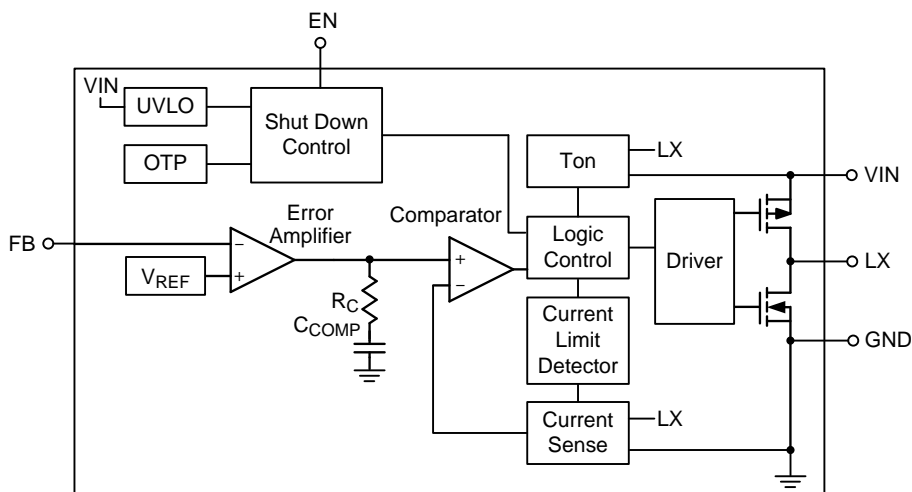 EN
VIN
UVLO
Shut Down
Control
OTP
Ton
LX
VIN
Error
Amplifier
Comparator
FB
−
+
VREF
+
−
Logic
Control
Driver
LX
RC
CCOMP
Current
Limit
Detector
GND
Current
Sense
LX